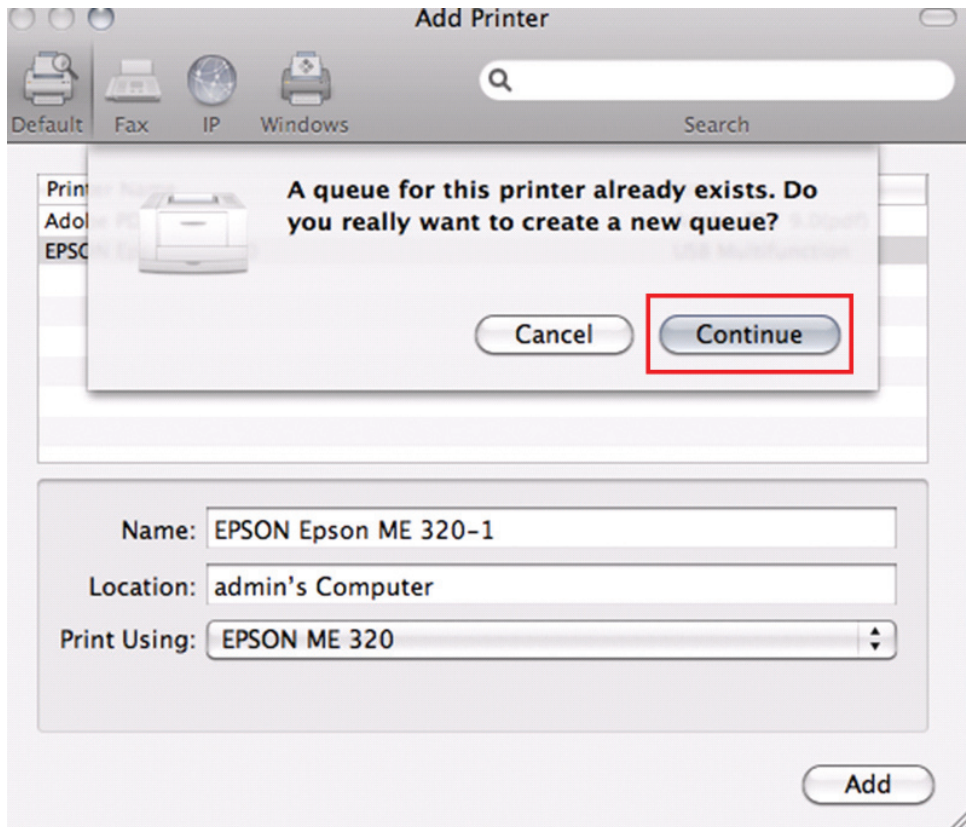 Add Printer
Default Fax IP Windows Search
A queue for this printer already exists. Do
you really want to create a new queue?
Cancel Continue
Name: EPSON Epson ME 320-1
Location: admin's Computer
Print Using: EPSON ME 320
Add